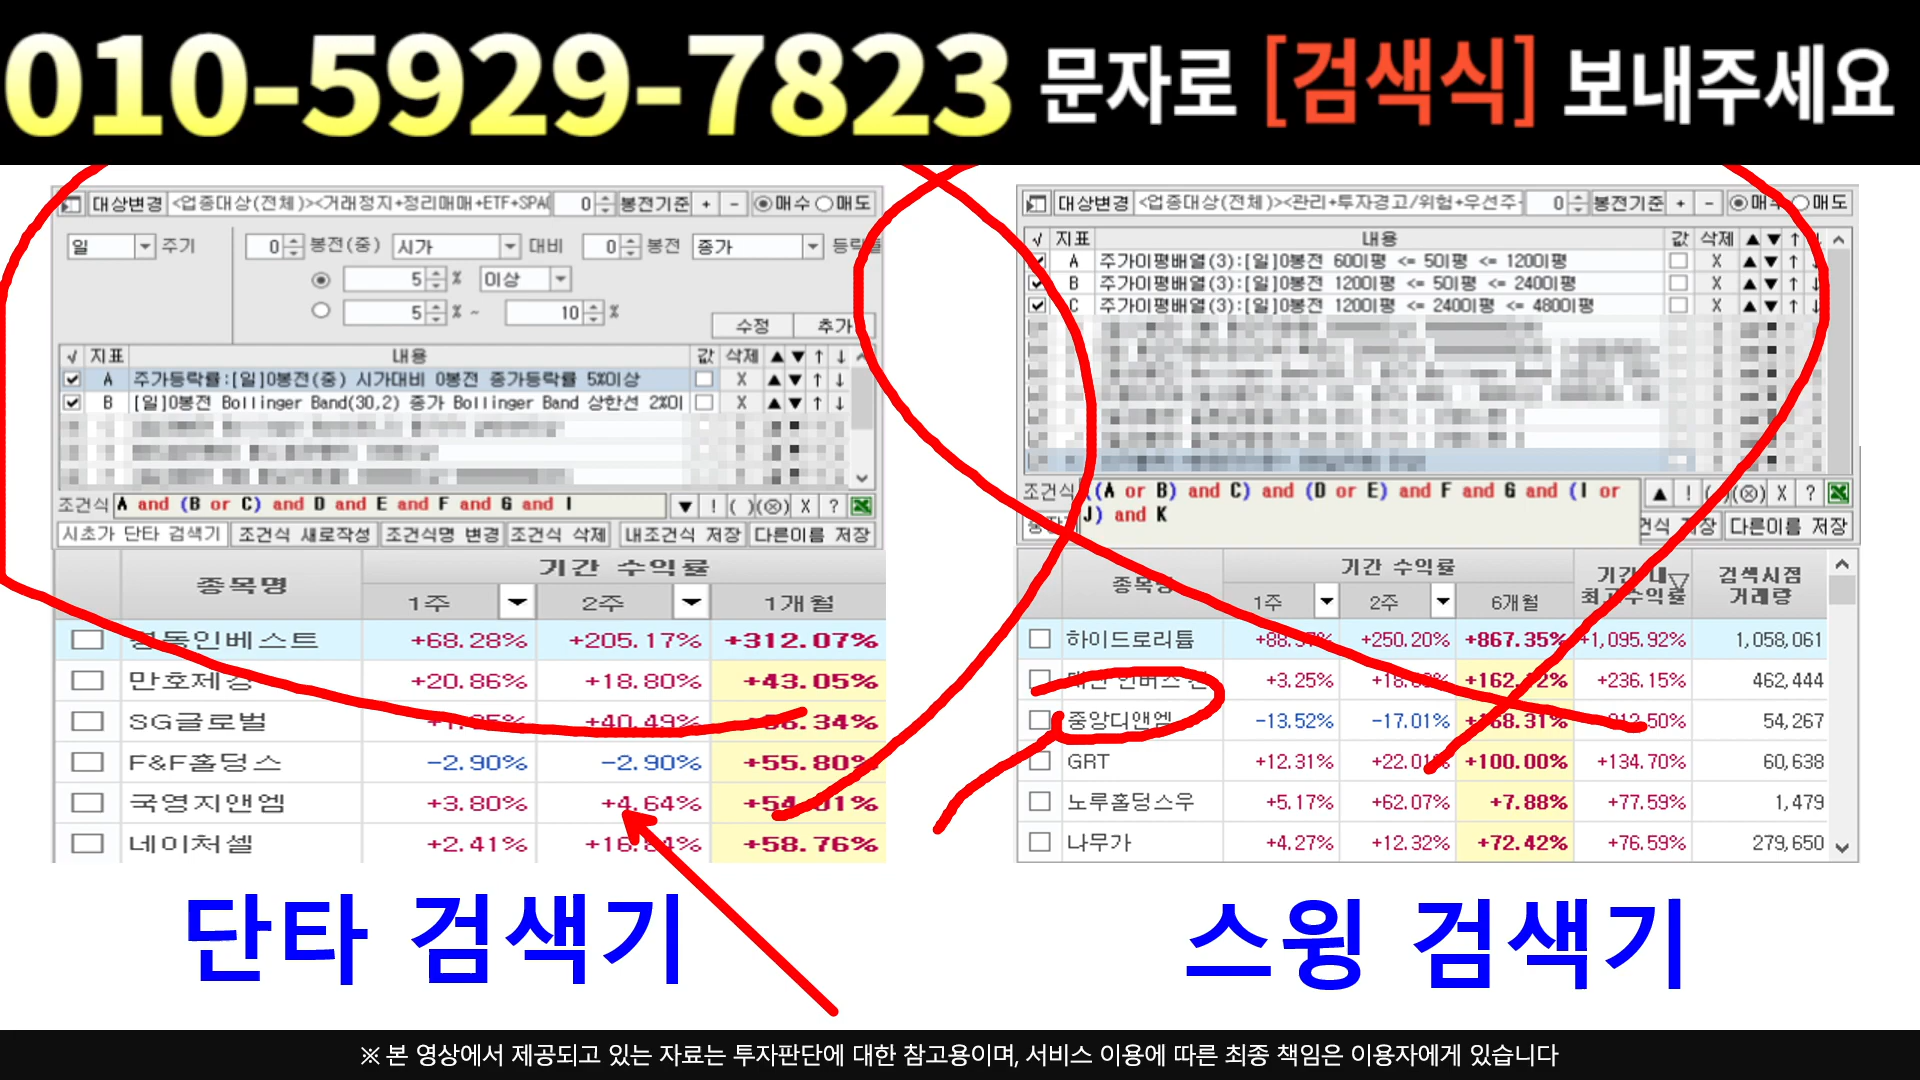 010-5929-7823 문자로 [검색식] 보내주세요
대상변경 <업종대상(전체)><거래정지+정리매매+ETF+SPA 0 봉전기준 + - 매수 매도
일 주기 0 봉전(중) 시가 대비 0 봉전 종가
5 % 이상
5 % ~ 10 %
수정 추가
√ 지표 내용 값 삭제 ▲ ▼ ↑ ↓
A 주가등락률:[일]0봉전(중) 시가대비 0봉전 종가등락률 5%이상 X ▲ ▼ ↑ ↓
B [일]0봉전 Bollinger Band(30,2) 종가 Bollinger Band 상한선 2%이 X ▲ ▼ ↑ ↓
조건식 A and (B or C) and D and E and F and G and I ▼ ! ( )(⊗) X ?
시초가 단타 검색기 조건식 새로작성 조건식명 변경 조건식 삭제 내조건식 저장 다른이름 저장
종목명 기간 수익률
1주 2주 1개월
동인베스트 +68.28% +205.17% +312.07%
만호제강 +20.86% +18.80% +43.05%
SG글로벌 +40.49%
F&F홀딩스 -2.90% -2.90% +55.80%
국영지앤엠 +3.80% +4.64%
네이처셀 +2.41% +58.76%
단타 검색기
대상변경 <업종대상(전체)><관리+투자경고/위험+우선주+ 0 봉전기준 + - 매수 매도
√ 지표 내용 값 삭제 ▲ ▼ ↑
A 주가이평배열(3):[일]0봉전 60이평 <= 5이평 <= 120이평 X ▲ ▼ ↑
B 주가이평배열(3):[일]0봉전 120이평 <= 5이평 <= 240이평 X ▲ ▼ ↑
C 주가이평배열(3):[일]0봉전 120이평 <= 240이평 <= 480이평 X ▲ ▼ ↑
조건식 ((A or B) and C) and (D or E) and F and G and (I or
J) and K ▲ ! (⊗) X ?
저장 다른이름 저장
종목명 기간 수익률 기간 내 최고수익률 검색시점 거래량
1주 2주 6개월
하이드로리튬 +250.20% +867.35% +1,095.92% 1,058,061
+3.25% +236.15% 462,444
중앙디앤엠 -13.52% -17.01% 54,267
GRT +12.31% +100.00% +134.70% 60,638
노루홀딩스우 +5.17% +62.07% +7.88% +77.59% 1,479
나무가 +4.27% +12.32% +72.42% +76.59% 279,650
스윙 검색기
※ 본 영상에서 제공되고 있는 자료는 투자판단에 대한 참고용이며, 서비스 이용에 따른 최종 책임은 이용자에게 있습니다